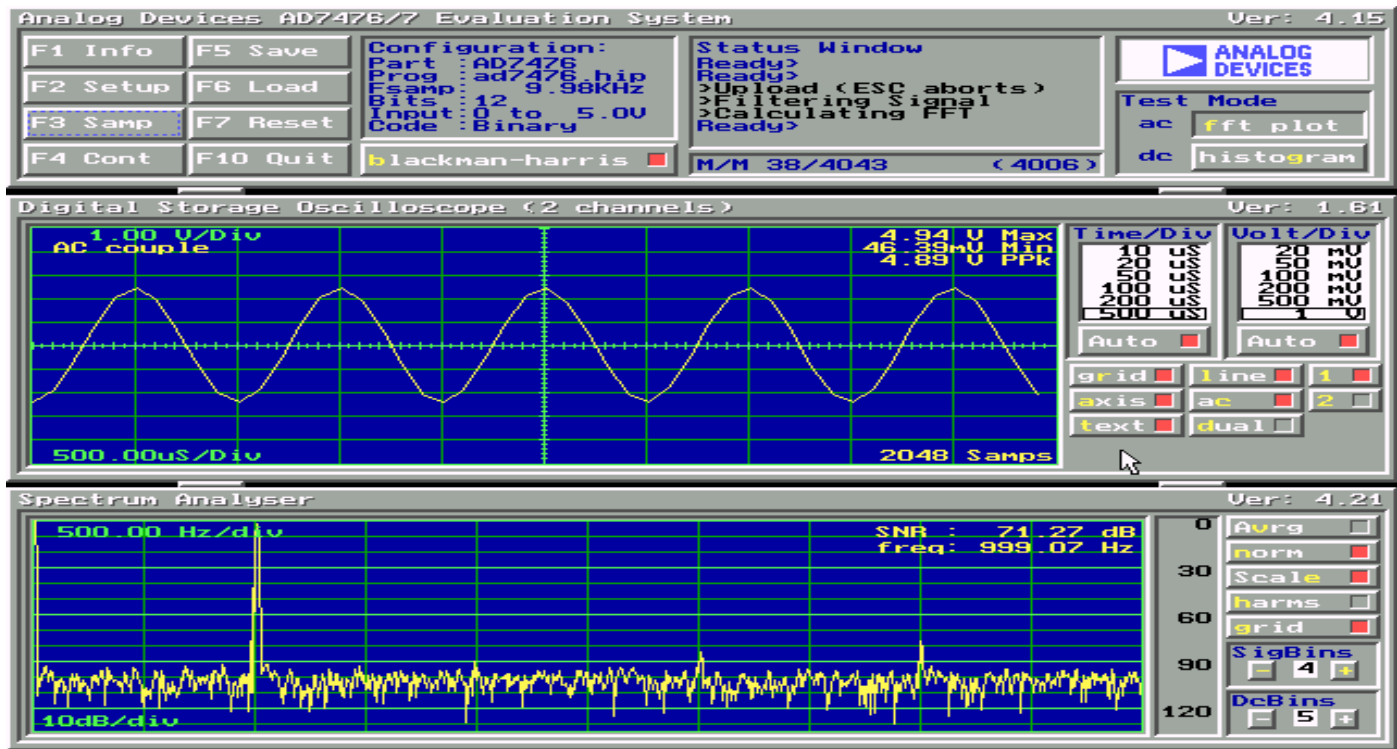 Analog Devices AD7476/7 Evaluation System Ver: 4.15
F1 Info
F5 Save
F2 Setup
F6 Load
F3 Samp
F7 Reset
F4 Cont
F10 Quit
Configuration:
Part :AD7476
Prog :ad7476.hip
Fsamp: 9.98KHz
Bits :12
Input:0 to 5.0V
Code :Binary
blackman-harris
Status Window
Ready>
Ready>
>Upload (ESC aborts)
>Filtering Signal
>Calculating FFT
Ready>
M/M 38/4043 (4006)
ANALOG
DEVICES
Test Mode
ac fft plot
dc histogram
Digital Storage Oscilloscope (2 channels) Ver: 1.61
1.00 V/Div
AC couple
4.94 V Max
46.39mV Min
4.89 V PPk
500.00uS/Div
2048 Samps
Time/Div
10 uS
20 uS
50 uS
100 uS
200 uS
500 uS
Auto
Volt/Div
20 mV
50 mV
100 mV
200 mV
500 mV
1 V
Auto
grid line 1
axis ac 2
text dual
Spectrum Analyser Ver: 4.21
500.00 Hz/div
SNR : 71.27 dB
freq: 999.07 Hz
10dB/div
0
30
60
90
120
Avrg
norm
Scale
harms
grid
SigBins
- 4 +
DcBins
- 5 +